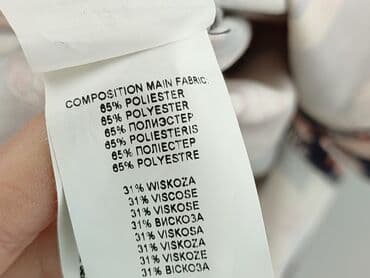 COMPOSITION MAIN FABRIC:
65% POLIESTER
65% POLYESTER
65% ПОЛИЭСТЕР
65% POLIESTERIS
65% ПОЛІЕСТЕР
65% POLYESTRE
31% WISKOZA
31% VISCOSE
31% VISKOSE
31% ВИСКОЗА
31% VISKOSA
31% VISKOZA
31% VISKOZE
31% ВІСКОЗА